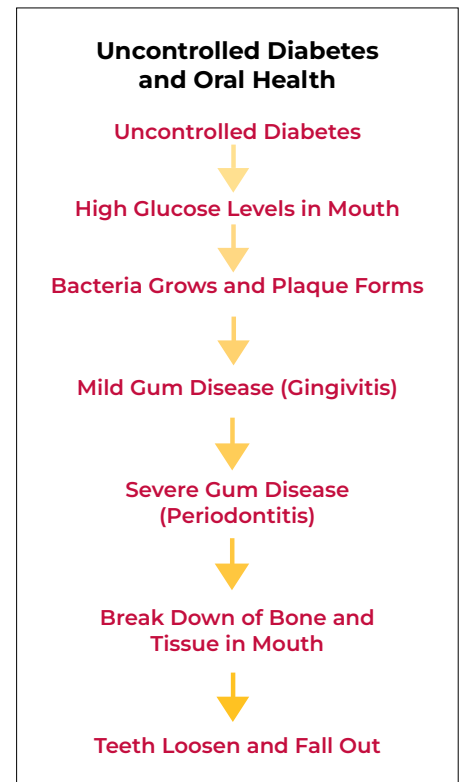 Uncontrolled Diabetes
and Oral Health
Uncontrolled Diabetes
High Glucose Levels in Mouth
Bacteria Grows and Plaque Forms
Mild Gum Disease (Gingivitis)
Severe Gum Disease
(Periodontitis)
Break Down of Bone and
Tissue in Mouth
Teeth Loosen and Fall Out